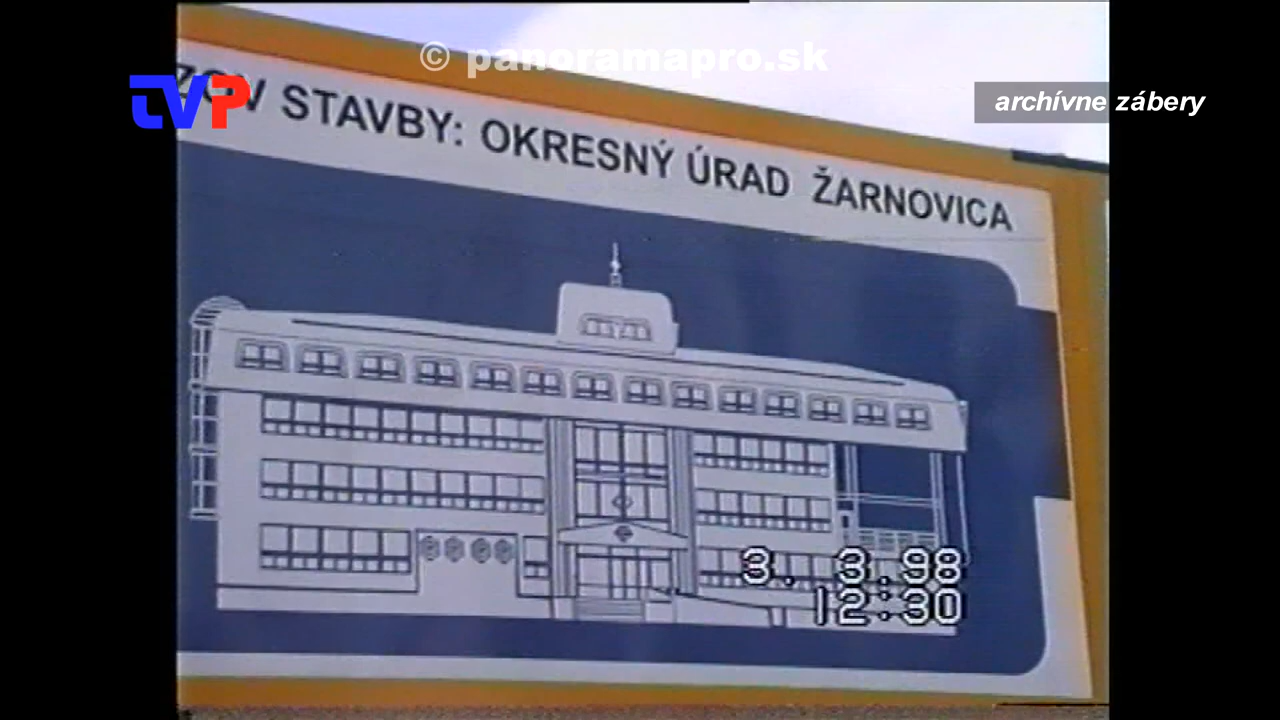 © panoramapro.sk
TVP
archívne zábery
ZOV STAVBY: OKRESNÝ ÚRAD ŽARNOVICA
3. 3.98
12:30